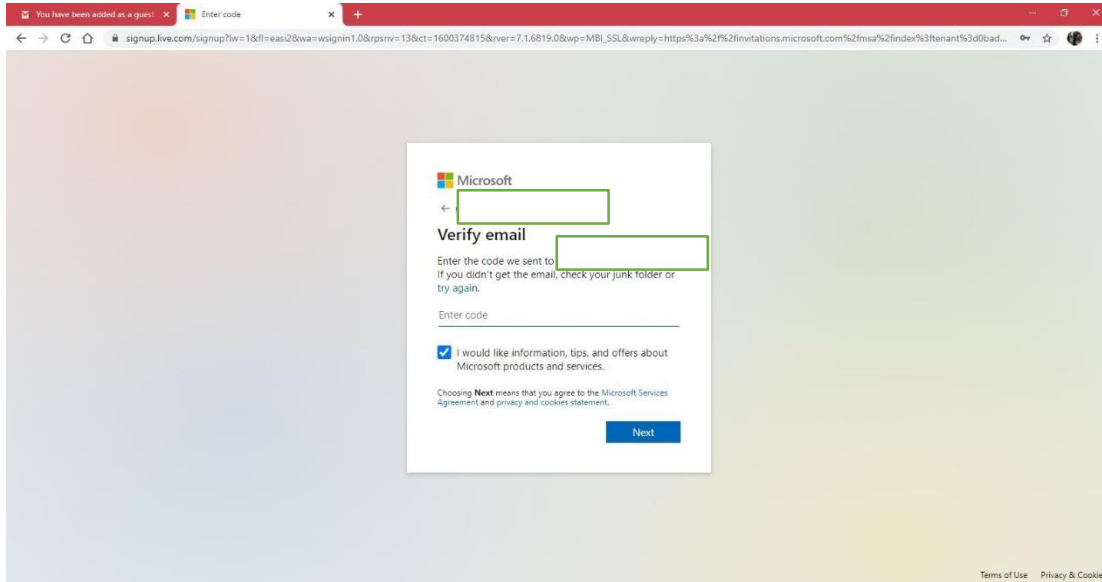 You have been added as a guest
Enter code
signup.live.com/signup?lw=1&fl=easi2&wa=wsignin1.0&rpsnv=13&ct=1600374815&rver=7.1.6819.0&wp=MBI_SSL&wreply=https%3a%2f%2finvitations.microsoft.com%2fmsa%2findex%3ftenant%3d0bad...
Microsoft
Verify email
Enter the code we sent to
If you didn't get the email, check your junk folder or
try again.
Enter code
I would like information, tips, and offers about
Microsoft products and services.
Choosing Next means that you agree to the Microsoft Services
Agreement and privacy and cookies statement.
Next
Terms of Use Privacy & Cookie